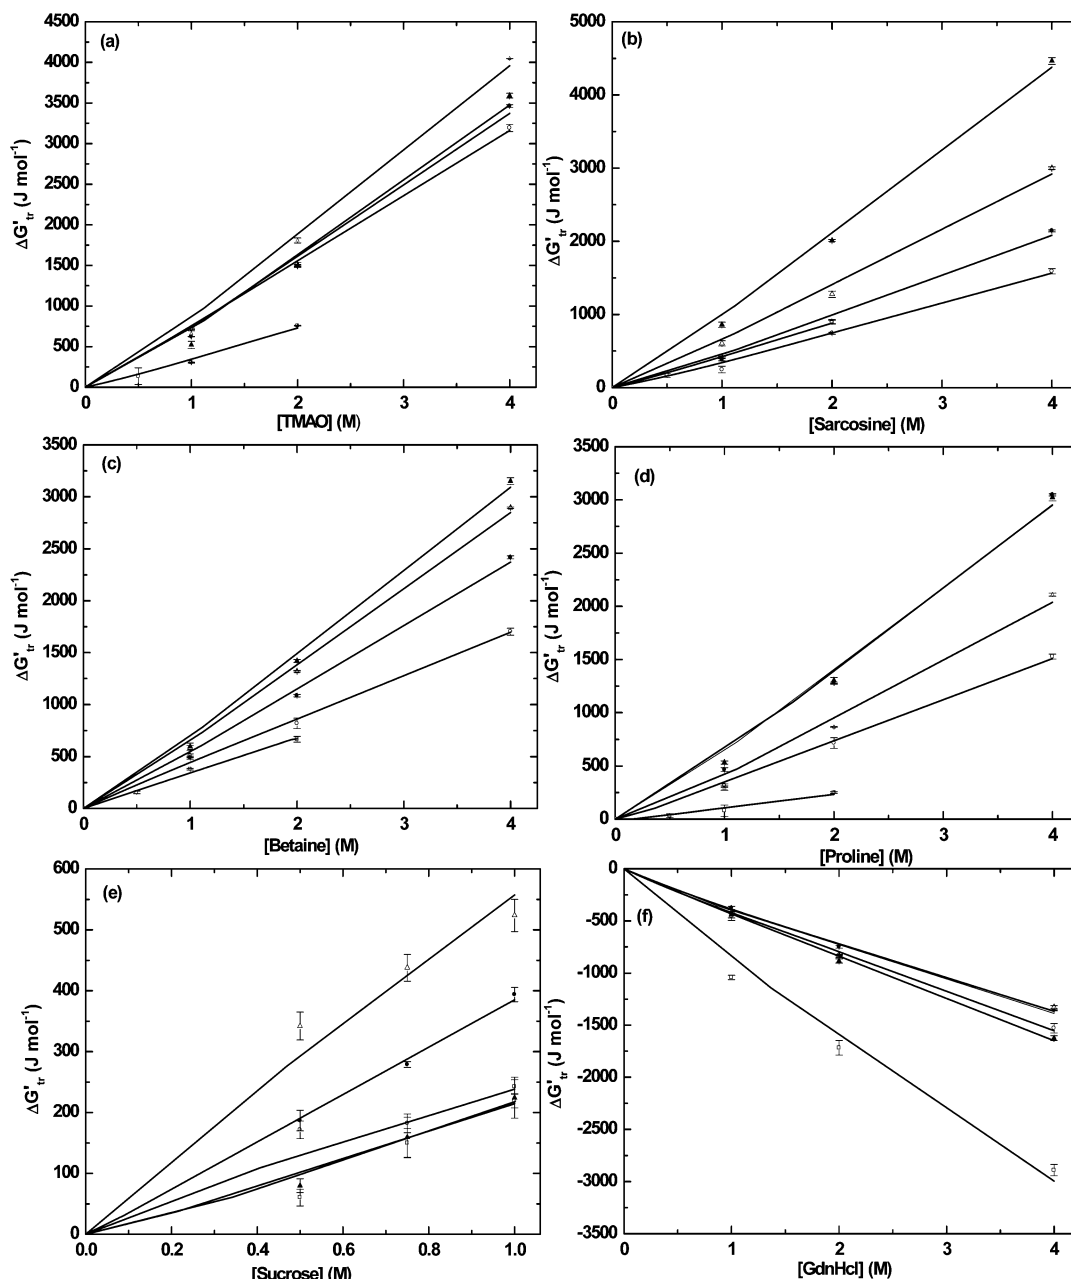 (a)
4500
4000
3500
3000
2500
2000
1500
1000
500
0
ΔG'tr (J mol-1)
0 1 2 3 4
[TMAO] (M)
(b)
5000
4000
3000
2000
1000
0
ΔG'tr (J mol-1)
0 1 2 3 4
[Sarcosine] (M)
(c)
3500
3000
2500
2000
1500
1000
500
0
ΔG'tr (J mol-1)
0 1 2 3 4
[Betaine] (M)
(d)
3500
3000
2500
2000
1500
1000
500
0
ΔG'tr (J mol-1)
0 1 2 3 4
[Proline] (M)
(e)
600
500
400
300
200
100
0
ΔG'tr (J mol-1)
0.0 0.2 0.4 0.6 0.8 1.0
[Sucrose] (M)
(f)
0
-500
-1000
-1500
-2000
-2500
-3000
-3500
ΔG'tr (J mol-1)
0 1 2 3 4
[GdnHcl] (M)